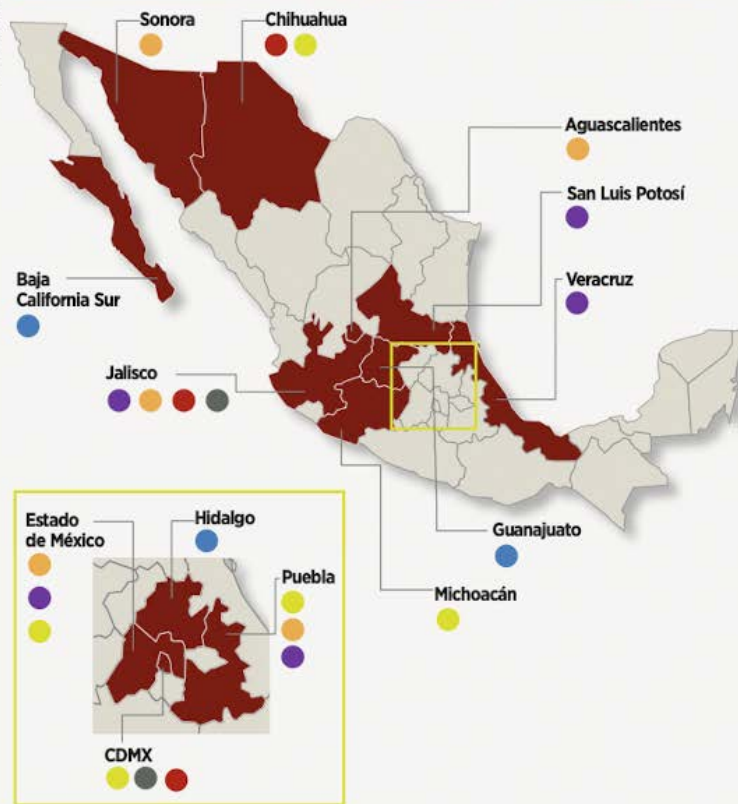 Sonora
Chihuahua
Aguascalientes
San Luis Potosí
Veracruz
Baja
California Sur
Jalisco
Guanajuato
Michoacán
Estado
de México
Hidalgo
Puebla
CDMX